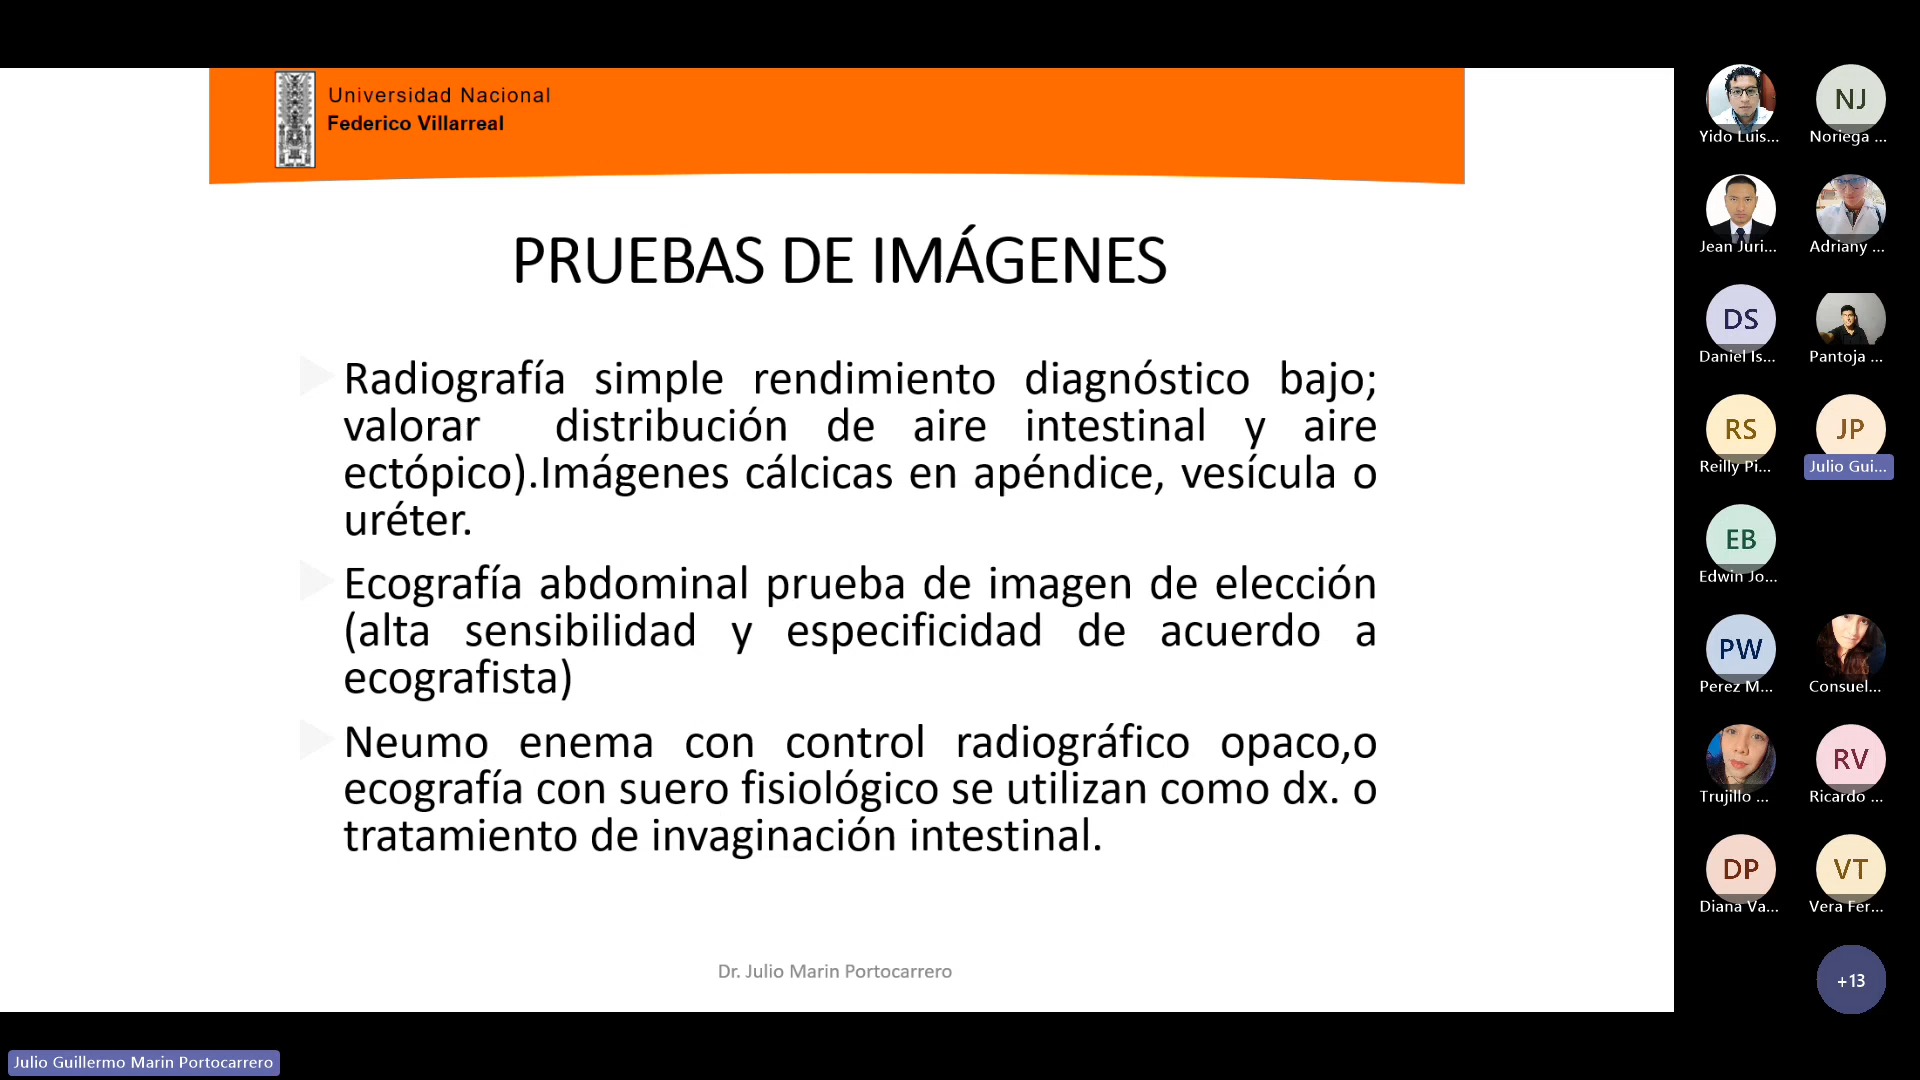 Universidad Nacional
Federico Villarreal
PRUEBAS DE IMÁGENES
Radiografía simple rendimiento diagnóstico bajo;
valorar distribución de aire intestinal y aire
ectópico).Imágenes cálcicas en apéndice, vesícula o
uréter.
Ecografía abdominal prueba de imagen de elección
(alta sensibilidad y especificidad de acuerdo a
ecografista)
Neumo enema con control radiográfico opaco,o
ecografía con suero fisiológico se utilizan como dx. o
tratamiento de invaginación intestinal.
Dr. Julio Marin Portocarrero
Julio Guillermo Marin Portocarrero
Yido Luis...
NJ
Noriega ...
Jean Juri...
Adriany ...
DS
Daniel Is...
Pantoja ...
RS
Reilly Pi...
JP
Julio Gui...
EB
Edwin Jo...
PW
Perez M...
Consuel...
Trujillo ...
RV
Ricardo ...
DP
Diana Va...
VT
Vera Fer...
+13